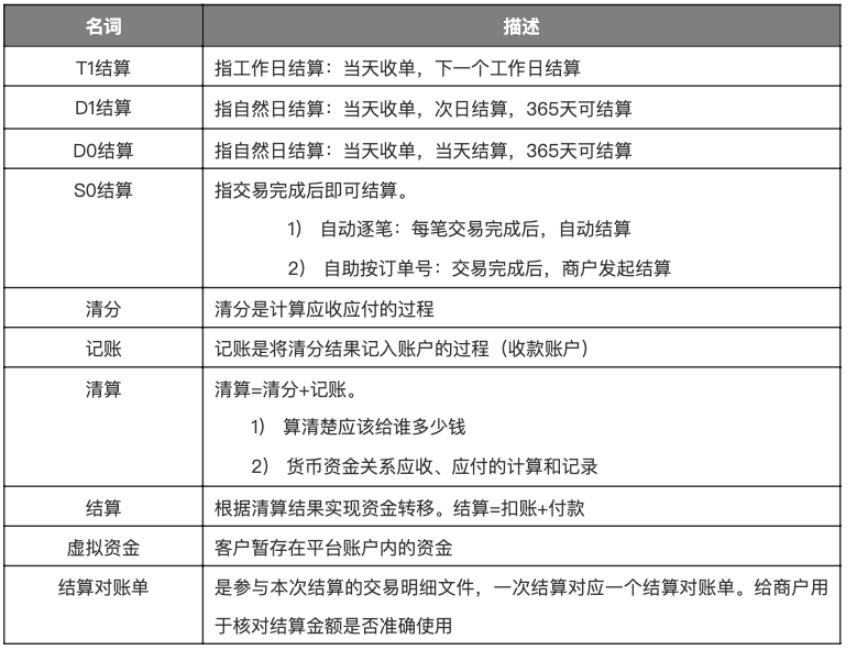 名词 描述
T1结算 指工作日结算：当天收单，下一个工作日结算
D1结算 指自然日结算：当天收单，次日结算，365天可结算
D0结算 指自然日结算：当天收单，当天结算，365天可结算
S0结算 指交易完成后即可结算。
1） 自动逐笔：每笔交易完成后，自动结算
2） 自助按订单号：交易完成后，商户发起结算
清分 清分是计算应收应付的过程
记账 记账是将清分结果记入账户的过程（收款账户）
清算 清算=清分+记账。
1） 算清楚应该给谁多少钱
2） 货币资金关系应收、应付的计算和记录
结算 根据清算结果实现资金转移。结算=扣账+付款
虚拟资金 客户暂存在平台账户内的资金
结算对账单 是参与本次结算的交易明细文件，一次结算对应一个结算对账单。给商户用
于核对结算金额是否准确使用